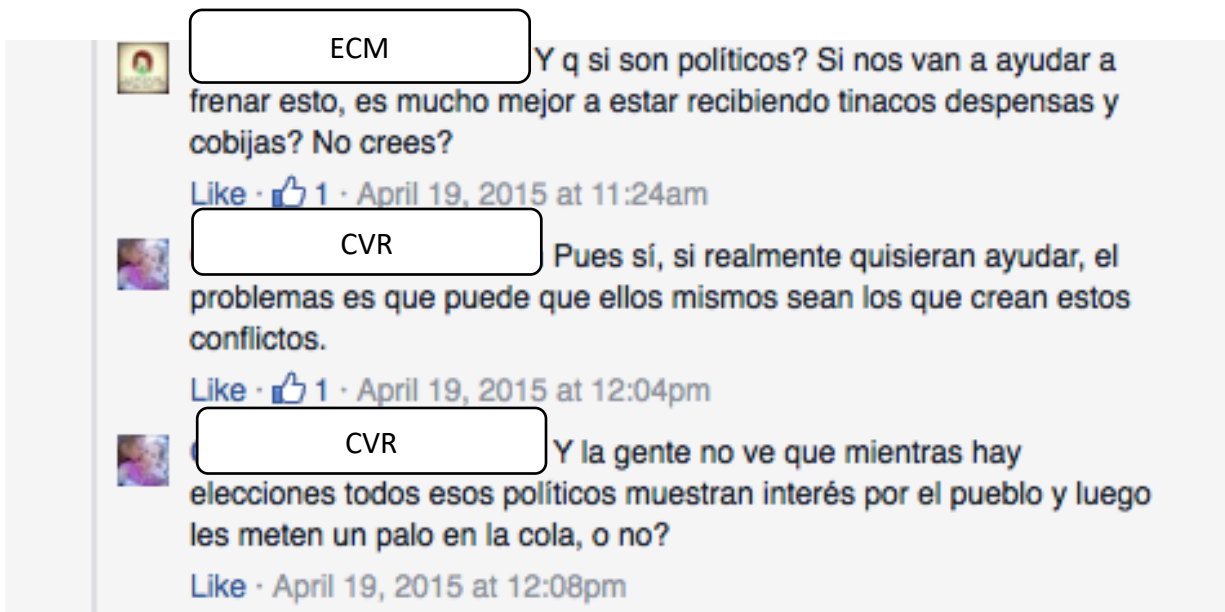 ECM Y q si son políticos? Si nos van a ayudar a
frenar esto, es mucho mejor a estar recibiendo tinacos despensas y
cobijas? No crees?
Like · 1 · April 19, 2015 at 11:24am
CVR Pues sí, si realmente quisieran ayudar, el
problemas es que puede que ellos mismos sean los que crean estos
conflictos.
Like · 1 · April 19, 2015 at 12:04pm
CVR Y la gente no ve que mientras hay
elecciones todos esos políticos muestran interés por el pueblo y luego
les meten un palo en la cola, o no?
Like · April 19, 2015 at 12:08pm